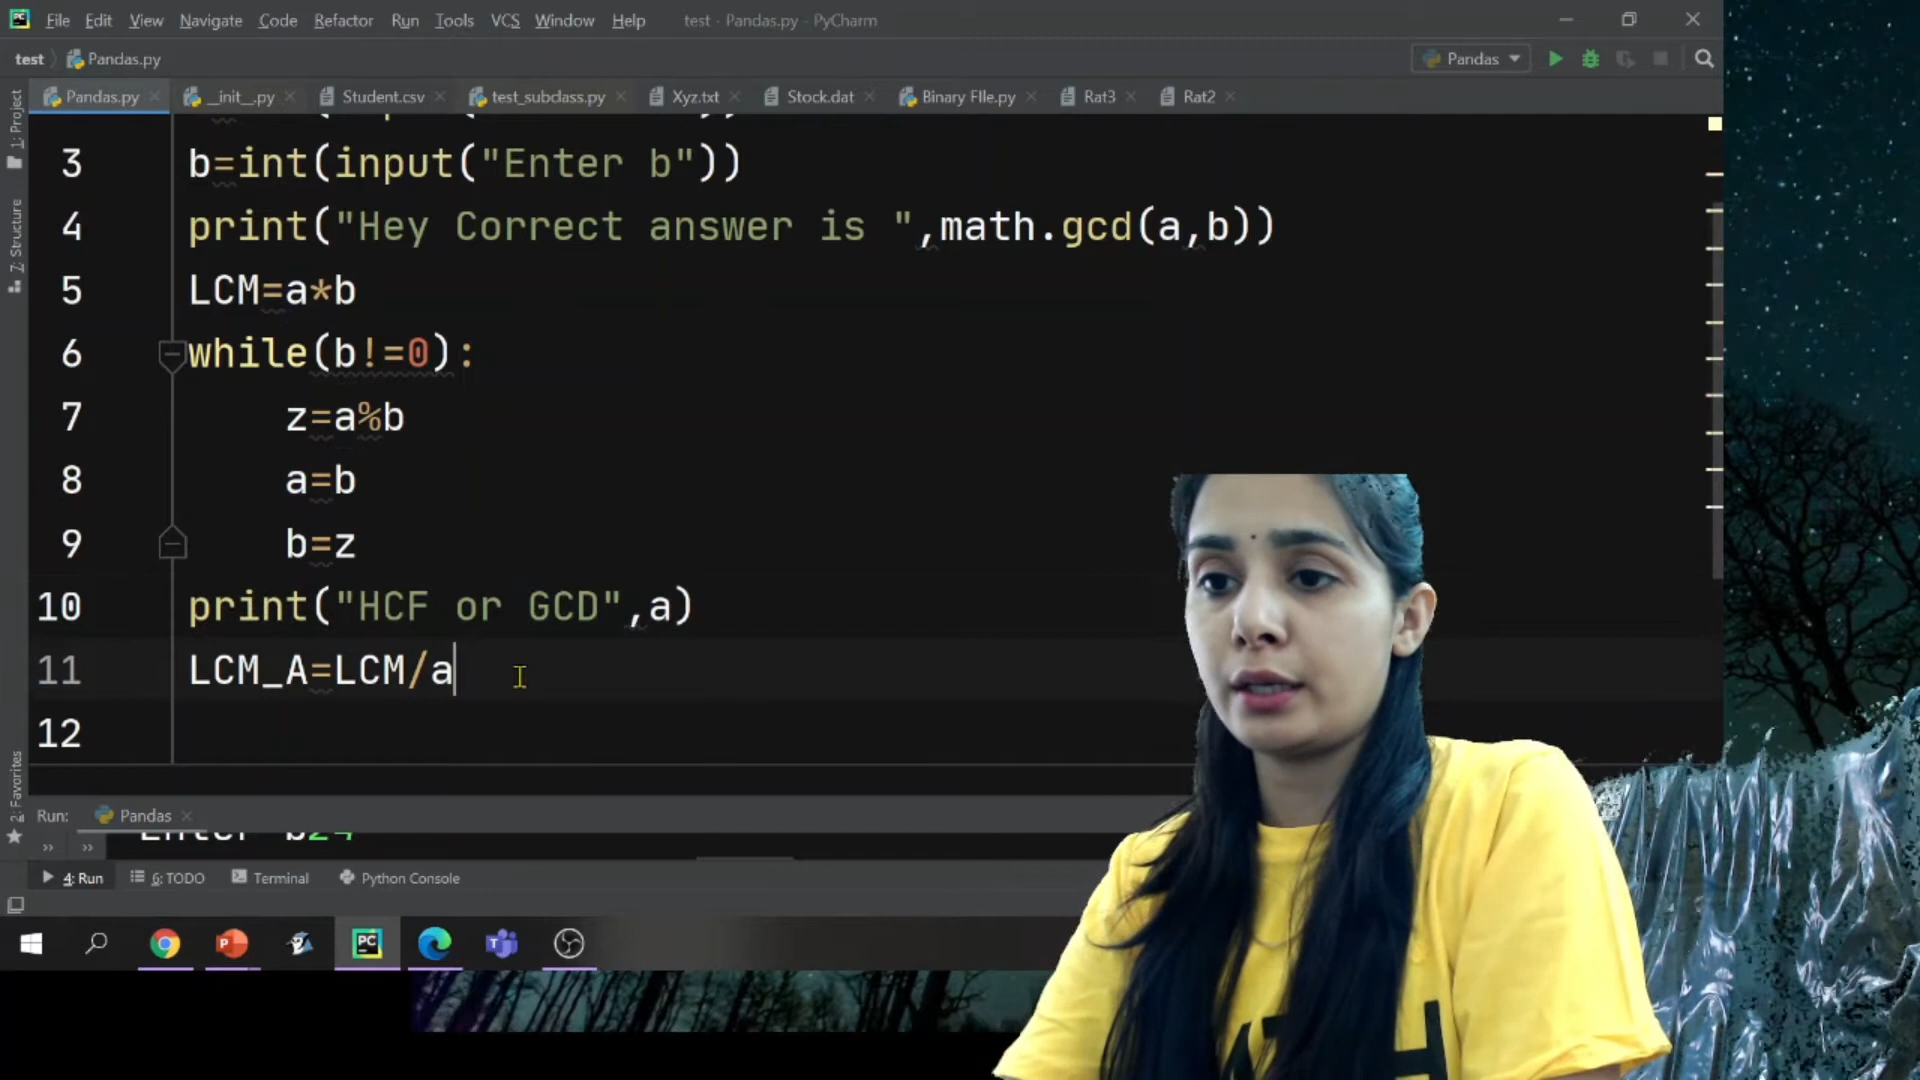 File Edit View Navigate Code Refactor Run Tools VCS Window Help test - Pandas.py - PyCharm
test Pandas.py Pandas
Pandas.py __init__.py Student.csv test_subclass.py Xyz.txt Stock.dat Binary FIle.py Rat3 Rat2
1: Project
7: Structure
2: Favorites
3 b=int(input("Enter b"))
4 print("Hey Correct answer is ",math.gcd(a,b))
5 LCM=a*b
6 while(b!=0):
7 z=a%b
8 a=b
9 b=z
10 print("HCF or GCD",a)
11 LCM_A=LCM/a
12
Run: Pandas
Enter b24
4: Run 6: TODO Terminal Python Console